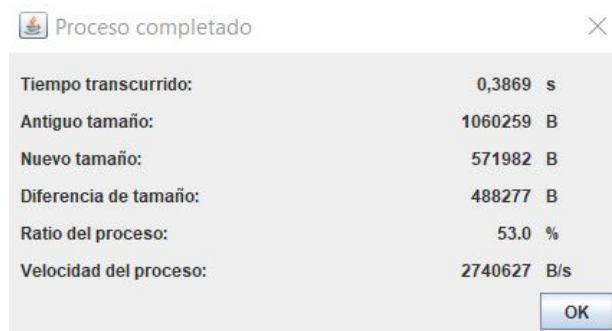 Proceso completado
Tiempo transcurrido: 0,3869 s
Antiguo tamaño: 1060259 B
Nuevo tamaño: 571982 B
Diferencia de tamaño: 488277 B
Ratio del proceso: 53.0 %
Velocidad del proceso: 2740627 B/s
OK